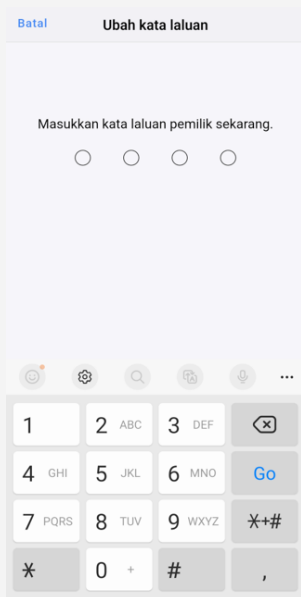 Batal Ubah kata laluan
Masukkan kata laluan pemilik sekarang.
1 2 ABC 3 DEF
4 GHI 5 JKL 6 MNO Go
7 PQRS 8 TUV 9 WXYZ *+#
* 0 + # ,